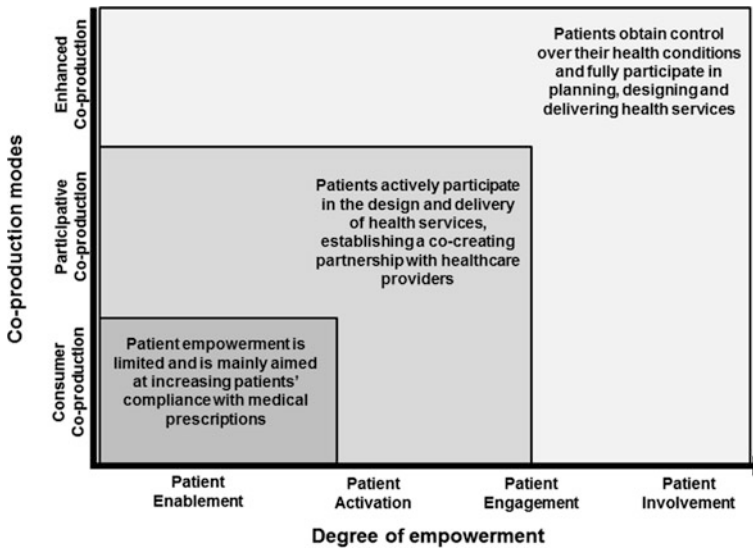 Co-production modes
Enhanced
Co-production
Participative
Co-production
Consumer
Co-production
Patients obtain control
over their health conditions
and fully participate in
planning, designing and
delivering health services
Patients actively participate
in the design and delivery
of health services,
establishing a co-creating
partnership with healthcare
providers
Patient empowerment is
limited and is mainly aimed
at increasing patients'
compliance with medical
prescriptions
Patient
Enablement
Patient
Activation
Patient
Engagement
Patient
Involvement
Degree of empowerment